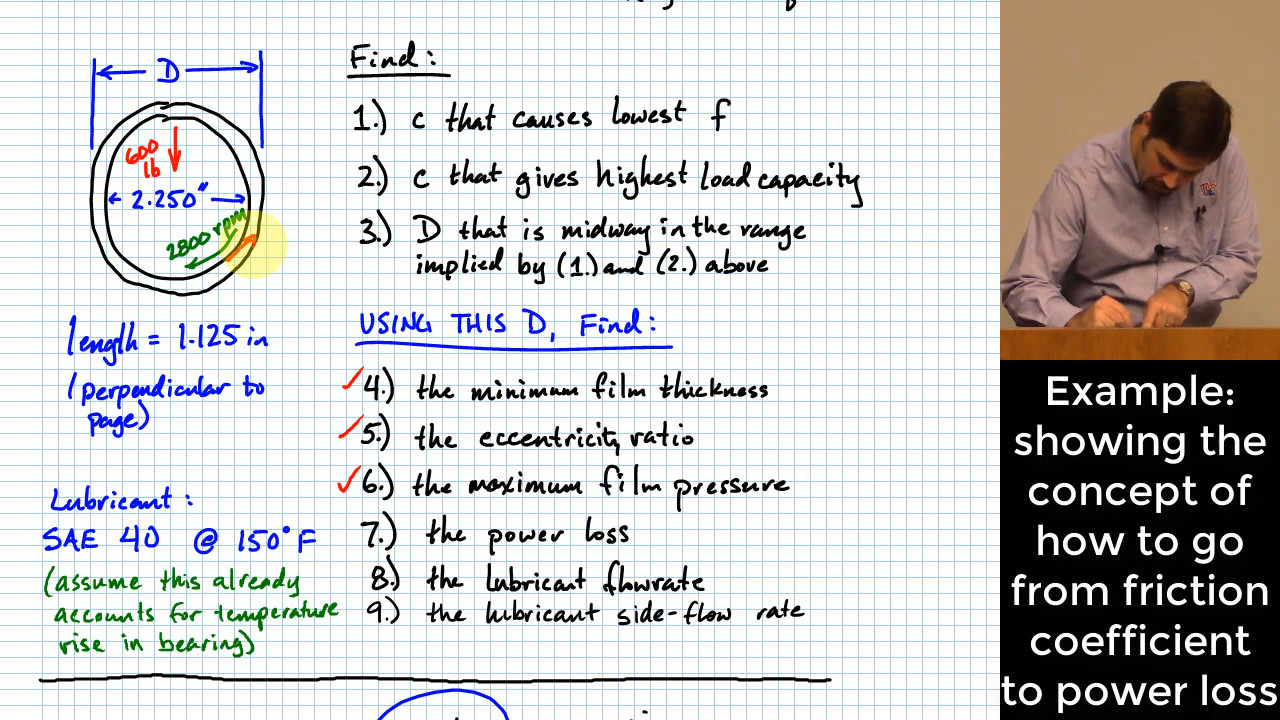 D
600
lb
2.250"
2800 rpm
length = 1.125 in
(perpendicular to
page)
Lubricant:
SAE 40 @ 150°F
(assume this already
accounts for temperature
rise in bearing)
Find:
1.) c that causes lowest f
2.) c that gives highest load capacity
3.) D that is midway in the range
implied by (1.) and (2.) above
USING THIS D, Find:
✓4.) the minimum film thickness
✓5.) the eccentricity ratio
✓6.) the maximum film pressure
7.) the power loss
8.) the lubricant flowrate
9.) the lubricant side-flow rate
Example:
showing the
concept of
how to go
from friction
coefficient
to power loss